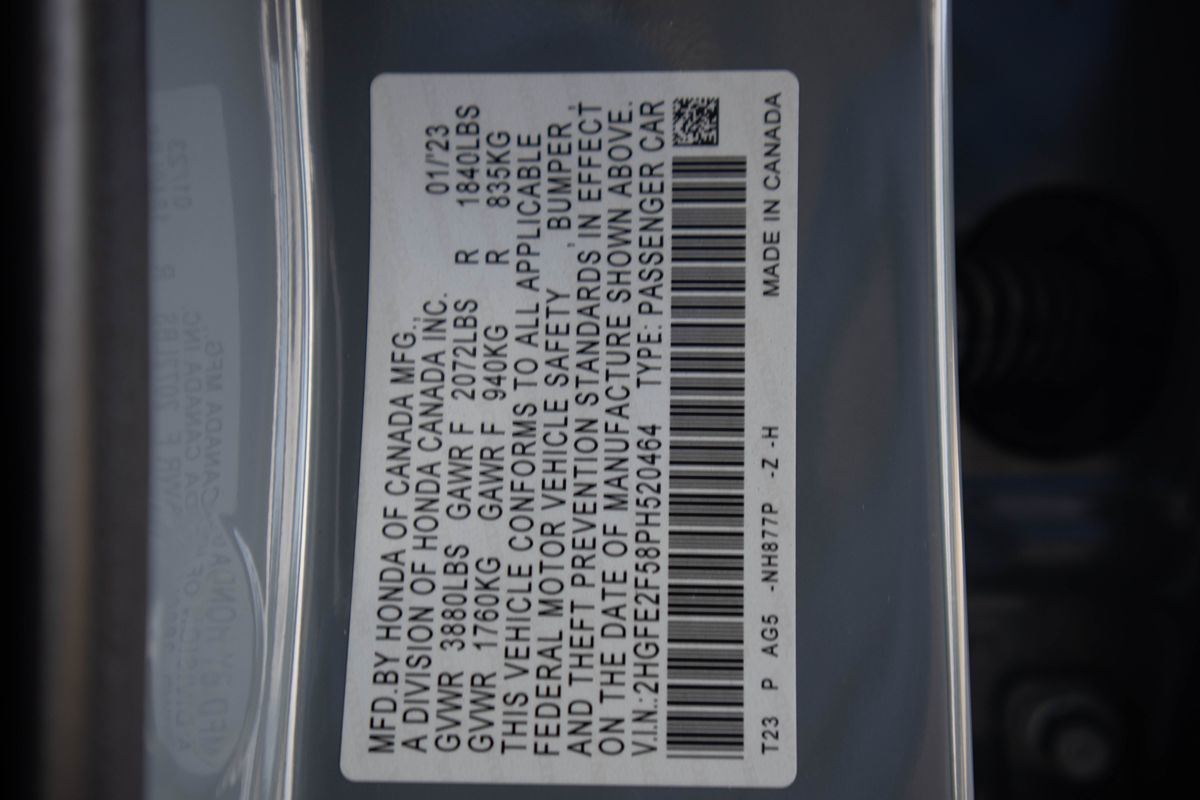 MFD.BY HONDA OF CANADA MFG.,
A DIVISION OF HONDA CANADA INC. 01/'23
GVWR 3880LBS GAWR F 2072LBS R 1840LBS
GVWR 1760KG GAWR F 940KG R 835KG
THIS VEHICLE CONFORMS TO ALL APPLICABLE
FEDERAL MOTOR VEHICLE SAFETY , BUMPER ,
AND THEFT PREVENTION STANDARDS IN EFFECT
ON THE DATE OF MANUFACTURE SHOWN ABOVE.
V.I.N.:2HGFE2F58PH520464 TYPE: PASSENGER CAR
T23 P AG5 -NH877P -Z -H MADE IN CANADA